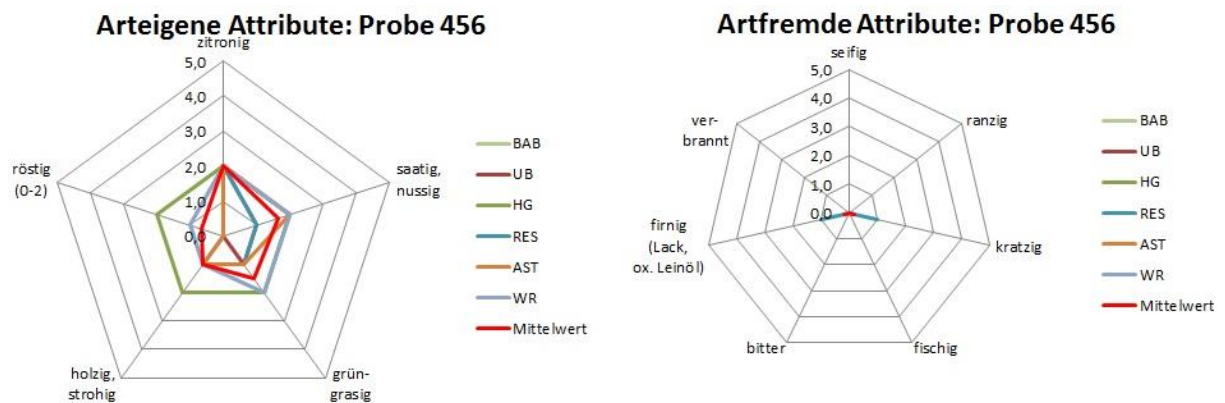 Arteigene Attribute: Probe 456
zitronig
5,0
4,0
3,0
2,0
1,0
0,0
saatig,
nussig
grün-
grasig
holzig,
strohig
röstig
(0-2)
BAB
UB
HG
RES
AST
WR
Mittelwert
Artfremde Attribute: Probe 456
seifig
5,0
4,0
3,0
2,0
1,0
0,0
ranzig
kratzig
fischig
bitter
firnig
(Lack,
ox. Leinöl)
ver-
brannt
BAB
UB
HG
RES
AST
WR
Mittelwert